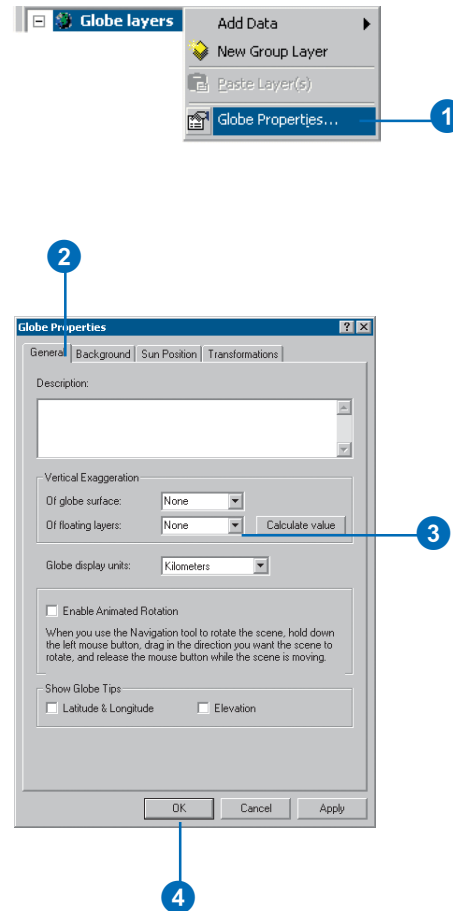 Globe layers
Add Data
New Group Layer
Paste Layer(s)
Globe Properties...
1
2
Globe Properties
General Background Sun Position Transformations
Description:
Vertical Exaggeration
Of globe surface: None
Of floating layers: None Calculate value
3
Globe display units: Kilometers
Enable Animated Rotation
When you use the Navigation tool to rotate the scene, hold down
the left mouse button, drag in the direction you want the scene to
rotate, and release the mouse button while the scene is moving.
Show Globe Tips
Latitude & Longitude Elevation
OK Cancel Apply
4